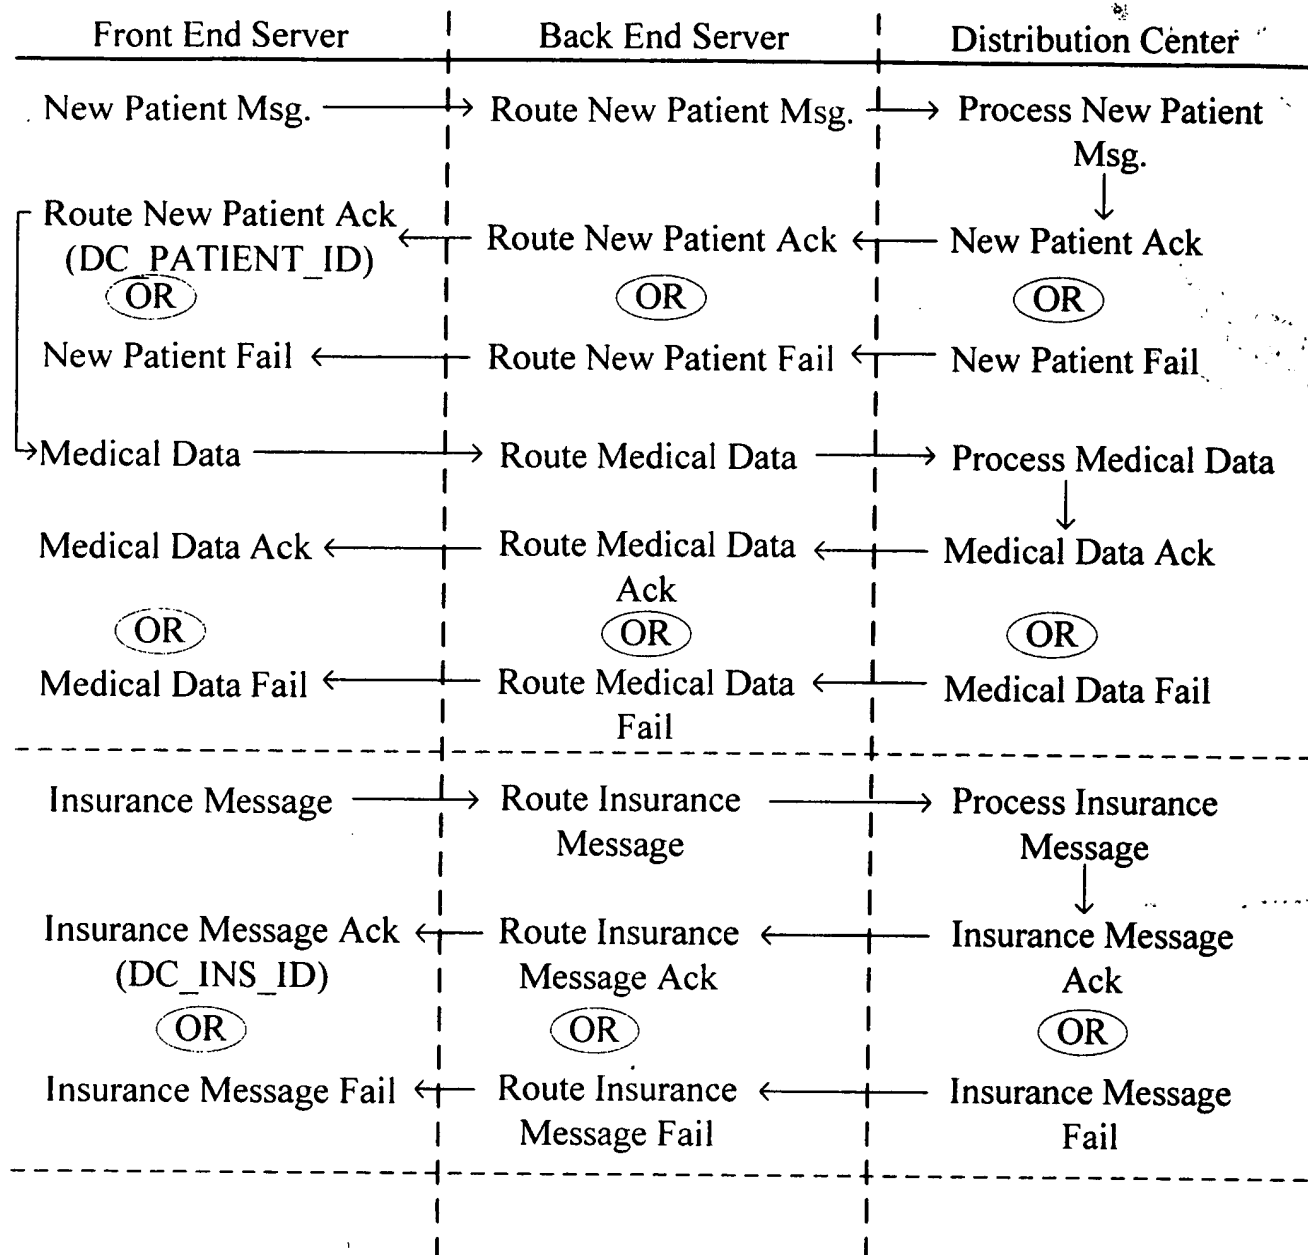 Front End Server Back End Server Distribution Center
New Patient Msg. Route New Patient Msg. Process New Patient
Msg.
Route New Patient Ack Route New Patient Ack New Patient Ack
(DC_PATIENT_ID)
OR OR OR
New Patient Fail Route New Patient Fail New Patient Fail
Medical Data Route Medical Data Process Medical Data
Medical Data Ack Route Medical Data Medical Data Ack
Ack
OR OR OR
Medical Data Fail Route Medical Data Medical Data Fail
Fail
Insurance Message Route Insurance Process Insurance
Message Message
Insurance Message Ack Route Insurance Insurance Message
(DC_INS_ID) Message Ack Ack
OR OR OR
Insurance Message Fail Route Insurance Insurance Message
Message Fail Fail